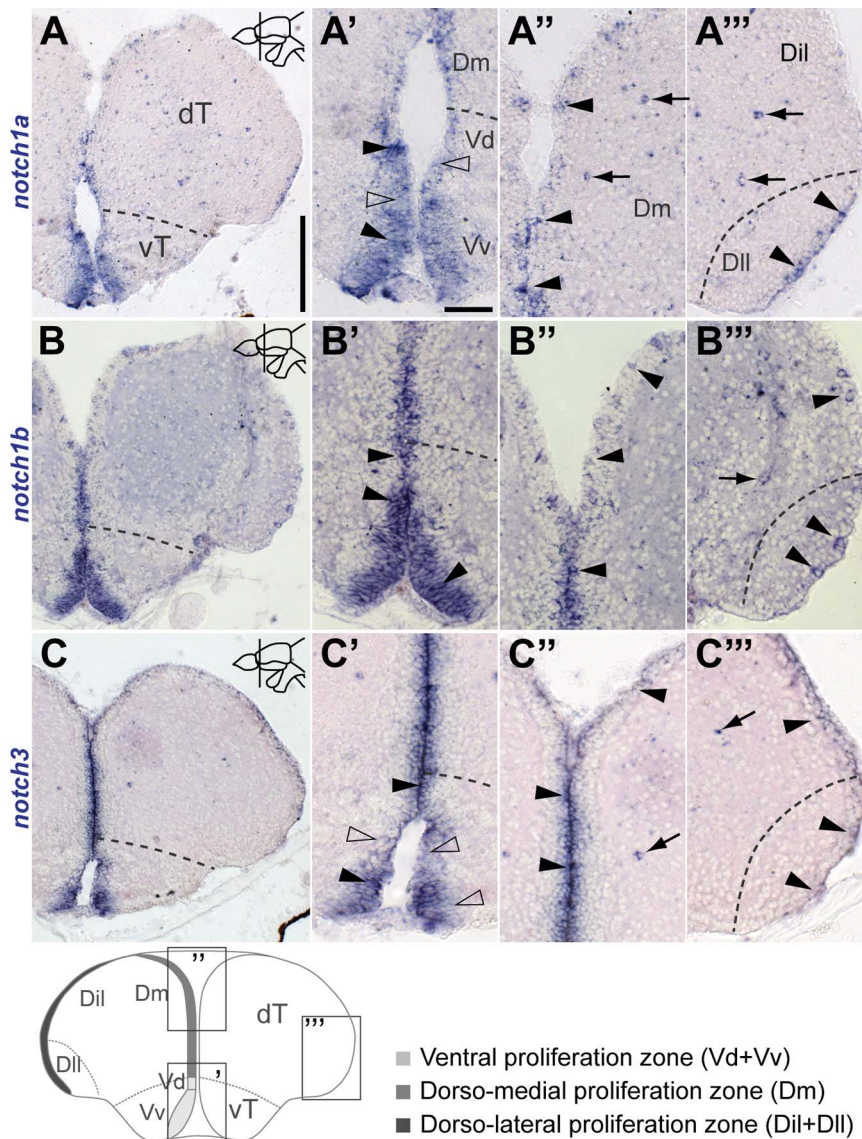 A
dT
vT
notch1a
A'
Dm
Vd
Vv
A''
Dm
A'''
Dil
Dll
B
notch1b
B'
B''
B'''
C
notch3
C'
C''
C'''
Dil
Dm
''
dT
Dll
'''
Vd
'
Vv
vT
Ventral proliferation zone (Vd+Vv)
Dorso-medial proliferation zone (Dm)
Dorso-lateral proliferation zone (Dil+Dll)